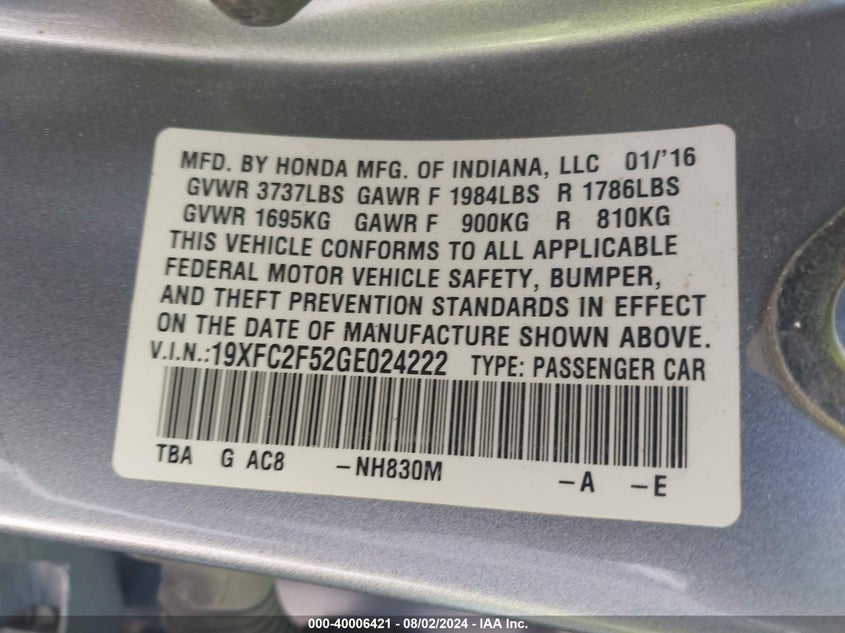 MFD. BY HONDA MFG. OF INDIANA, LLC 01/'16
GVWR 3737LBS GAWR F 1984LBS R 1786LBS
GVWR 1695KG GAWR F 900KG R 810KG
THIS VEHICLE CONFORMS TO ALL APPLICABLE
FEDERAL MOTOR VEHICLE SAFETY, BUMPER,
AND THEFT PREVENTION STANDARDS IN EFFECT
ON THE DATE OF MANUFACTURE SHOWN ABOVE.
V.I.N.:19XFC2F52GE024222 TYPE: PASSENGER CAR
TBA G AC8 -NH830M -A -E
000-40006421 - 08/02/2024 - IAA Inc.